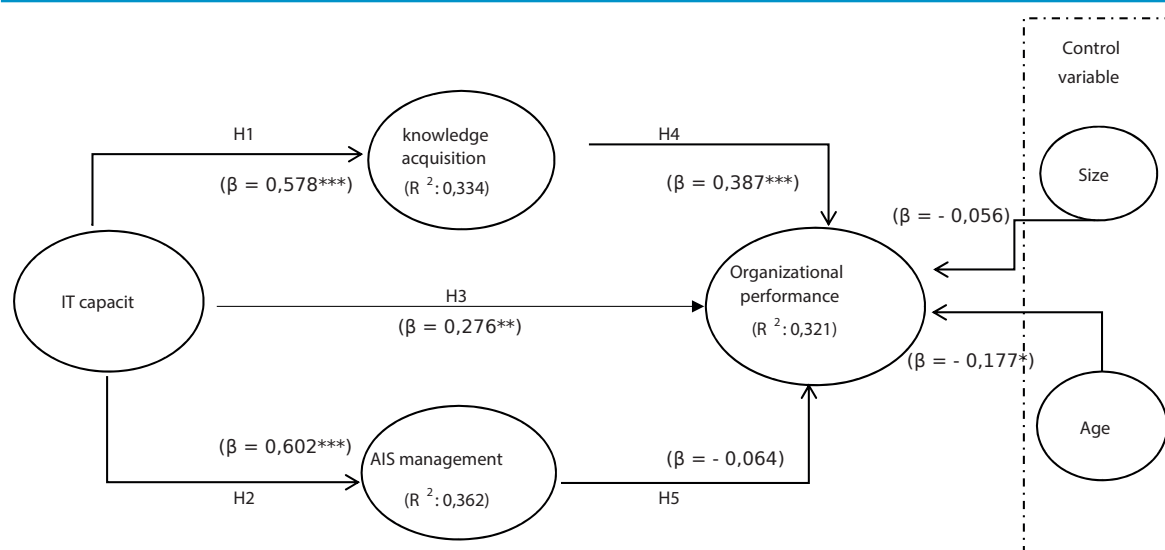 Control
variable
H1
knowledge
acquisition
(R 2: 0,334)
(β = 0,578***)
H4
(β = 0,387***)
Size
(β = - 0,056)
IT capacit
H3
(β = 0,276**)
Organizational
performance
(R 2: 0,321)
(β = - 0,177*)
Age
(β = 0,602***)
H2
AIS management
(R 2: 0,362)
(β = - 0,064)
H5